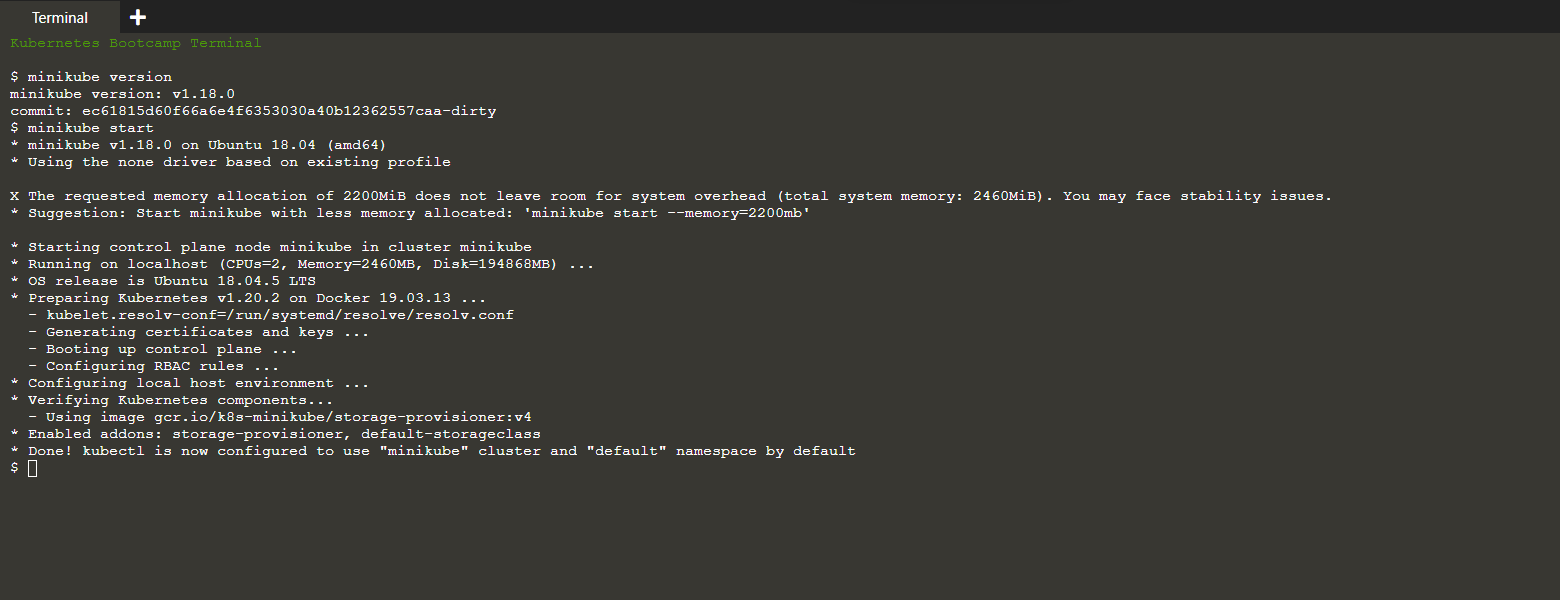 Terminal
Kubernetes Bootcamp Terminal
$ minikube version
minikube version: v1.18.0
commit: ec61815d60f66a6e4f6353030a40b12362557caa-dirty
$ minikube start
* minikube v1.18.0 on Ubuntu 18.04 (amd64)
* Using the none driver based on existing profile
X The requested memory allocation of 2200MiB does not leave room for system overhead (total system memory: 2460MiB). You may face stability issues.
* Suggestion: Start minikube with less memory allocated: 'minikube start --memory=2200mb'
* Starting control plane node minikube in cluster minikube
* Running on localhost (CPUs=2, Memory=2460MB, Disk=194868MB) ...
* OS release is Ubuntu 18.04.5 LTS
* Preparing Kubernetes v1.20.2 on Docker 19.03.13 ...
  - kubelet.resolv-conf=/run/systemd/resolve/resolv.conf
  - Generating certificates and keys ...
  - Booting up control plane ...
  - Configuring RBAC rules ...
* Configuring local host environment ...
* Verifying Kubernetes components...
  - Using image gcr.io/k8s-minikube/storage-provisioner:v4
* Enabled addons: storage-provisioner, default-storageclass
* Done! kubectl is now configured to use "minikube" cluster and "default" namespace by default
$